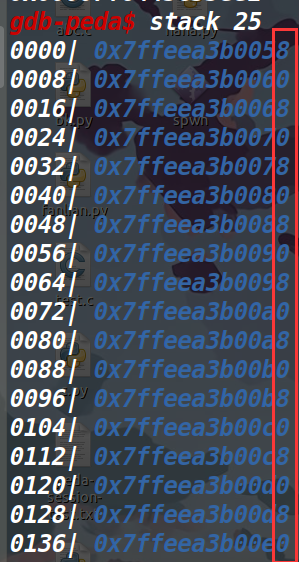 gdb-peda$ stack 25
0000| 0x7ffeea3b0058
0008| 0x7ffeea3b0060
0016| 0x7ffeea3b0068
0024| 0x7ffeea3b0070
0032| 0x7ffeea3b0078
0040| 0x7ffeea3b0080
0048| 0x7ffeea3b0088
0056| 0x7ffeea3b0090
0064| 0x7ffeea3b0098
0072| 0x7ffeea3b00a0
0080| 0x7ffeea3b00a8
0088| 0x7ffeea3b00b0
0096| 0x7ffeea3b00b8
0104| 0x7ffeea3b00c0
0112| 0x7ffeea3b00c8
0120| 0x7ffeea3b00d0
0128| 0x7ffeea3b00d8
0136| 0x7ffeea3b00e0